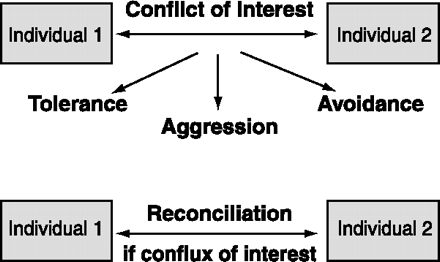 Conflict of Interest
Individual 1
Individual 2
Tolerance
Avoidance
Aggression
Individual 1
Reconciliation
Individual 2
if conflux of interest